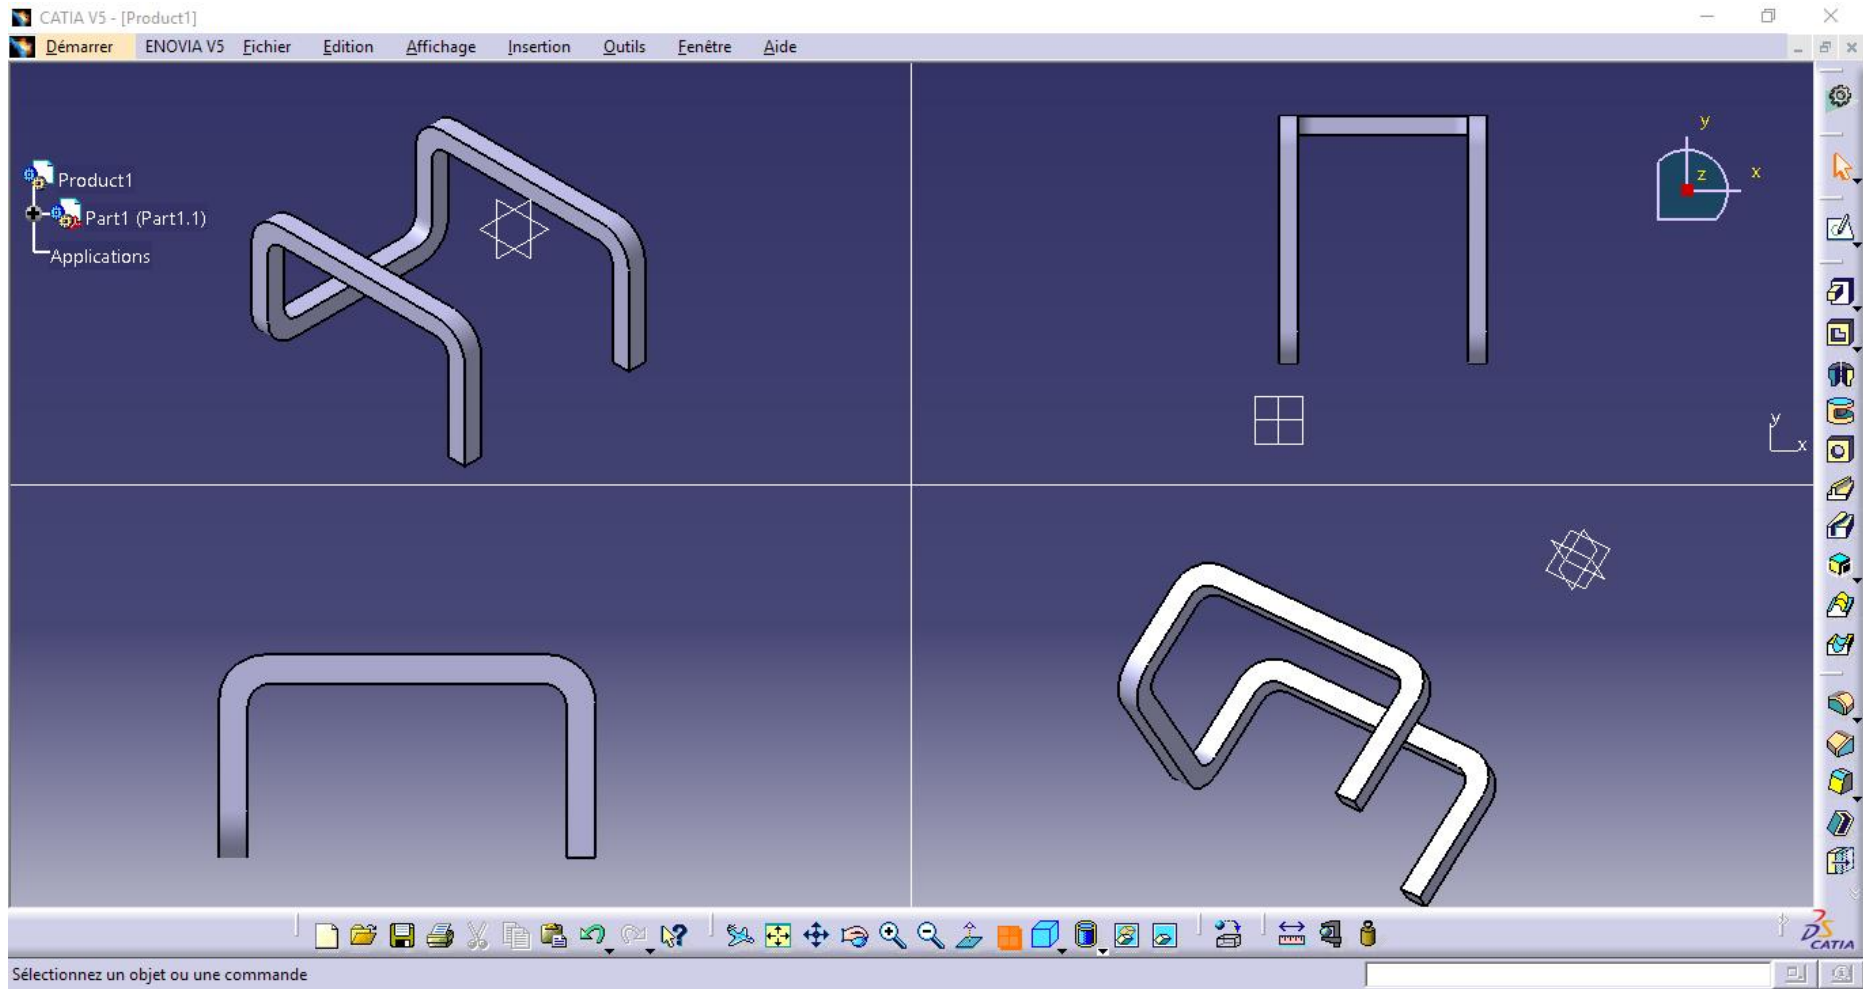 CATIA V5 - [Product1]
Démarrer ENOVIA V5 Fichier Edition Affichage Insertion Outils Fenêtre Aide
Product1
Part1 (Part1.1)
Applications
y
x
z
y
x
DS CATIA
Sélectionnez un objet ou une commande